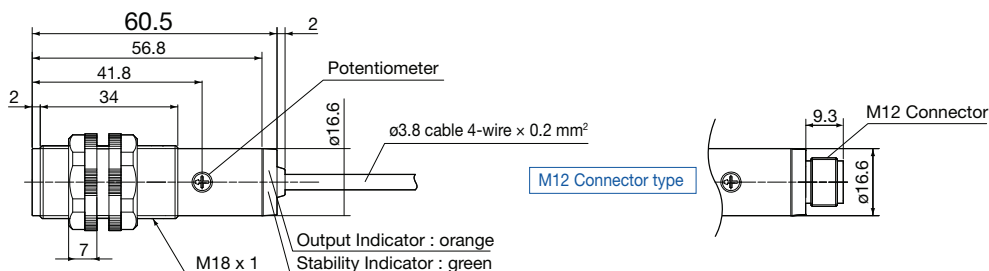 60.5
2
56.8
41.8
Potentiometer
2
34
ø16.6
ø3.8 cable 4-wire × 0.2 mm²
M12 Connector type
9.3
M12 Connector
ø16.6
7
M18 x 1
Output Indicator : orange
Stability Indicator : green